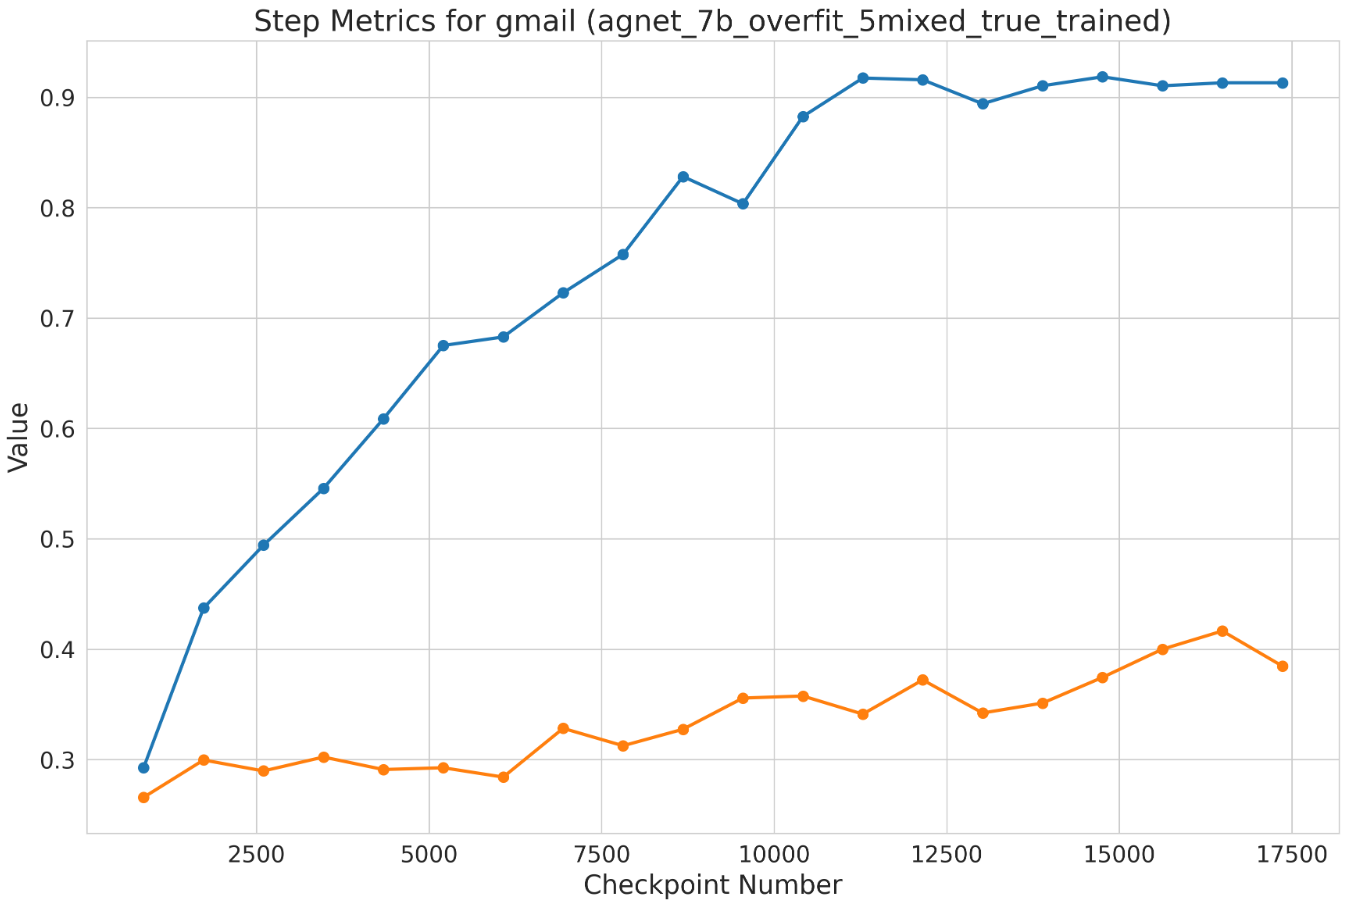 Step Metrics for gmail (agnet_7b_overfit_5mixed_true_trained)
0.9
0.8
0.7
0.6
0.5
0.4
0.3
Value
2500 5000 7500 10000 12500 15000 17500
Checkpoint Number